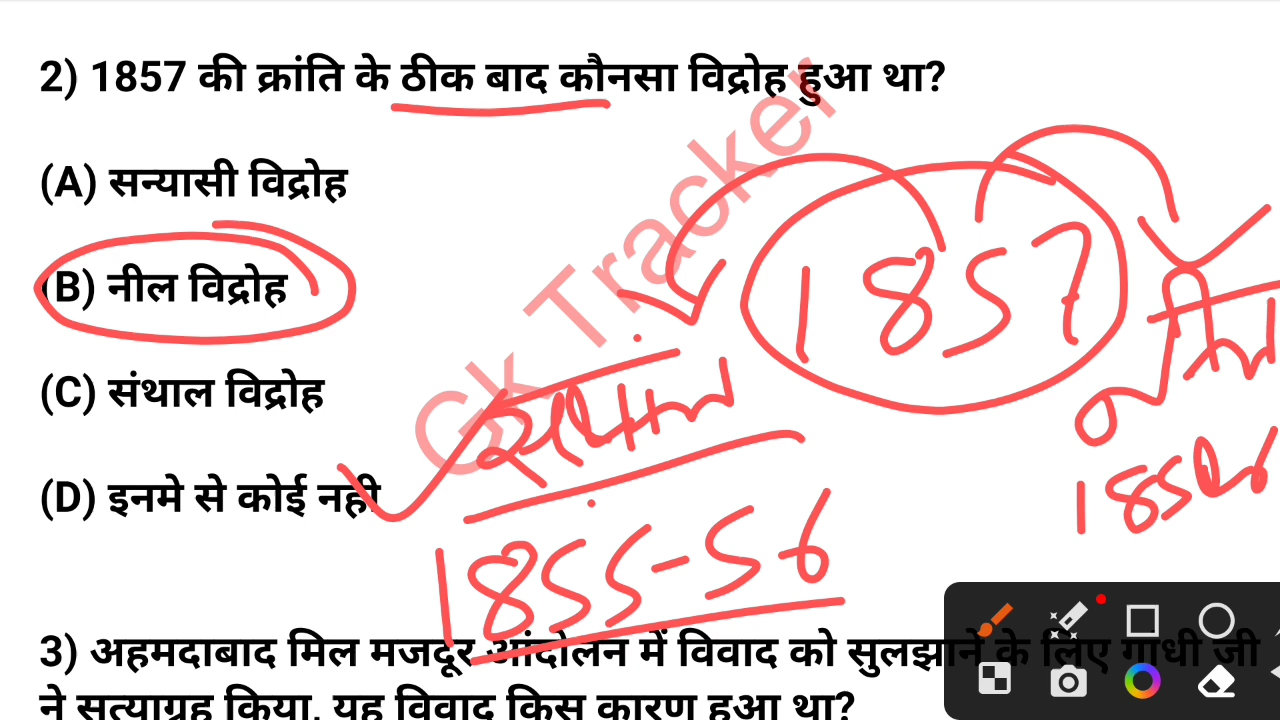 2) 1857 की क्रांति के ठीक बाद कौनसा विद्रोह हुआ था?
(A) सन्यासी विद्रोह
(B) नील विद्रोह
(C) संथाल विद्रोह
(D) इनमे से कोई नही
Gk Tracker
1857
संथाल
1855-56
नील
3) अहमदाबाद मिल मजदूर आंदोलन में विवाद को सुलझाने के लिए गांधी जी
ने सत्याग्रह किया, यह विवाद किस कारण हुआ था?